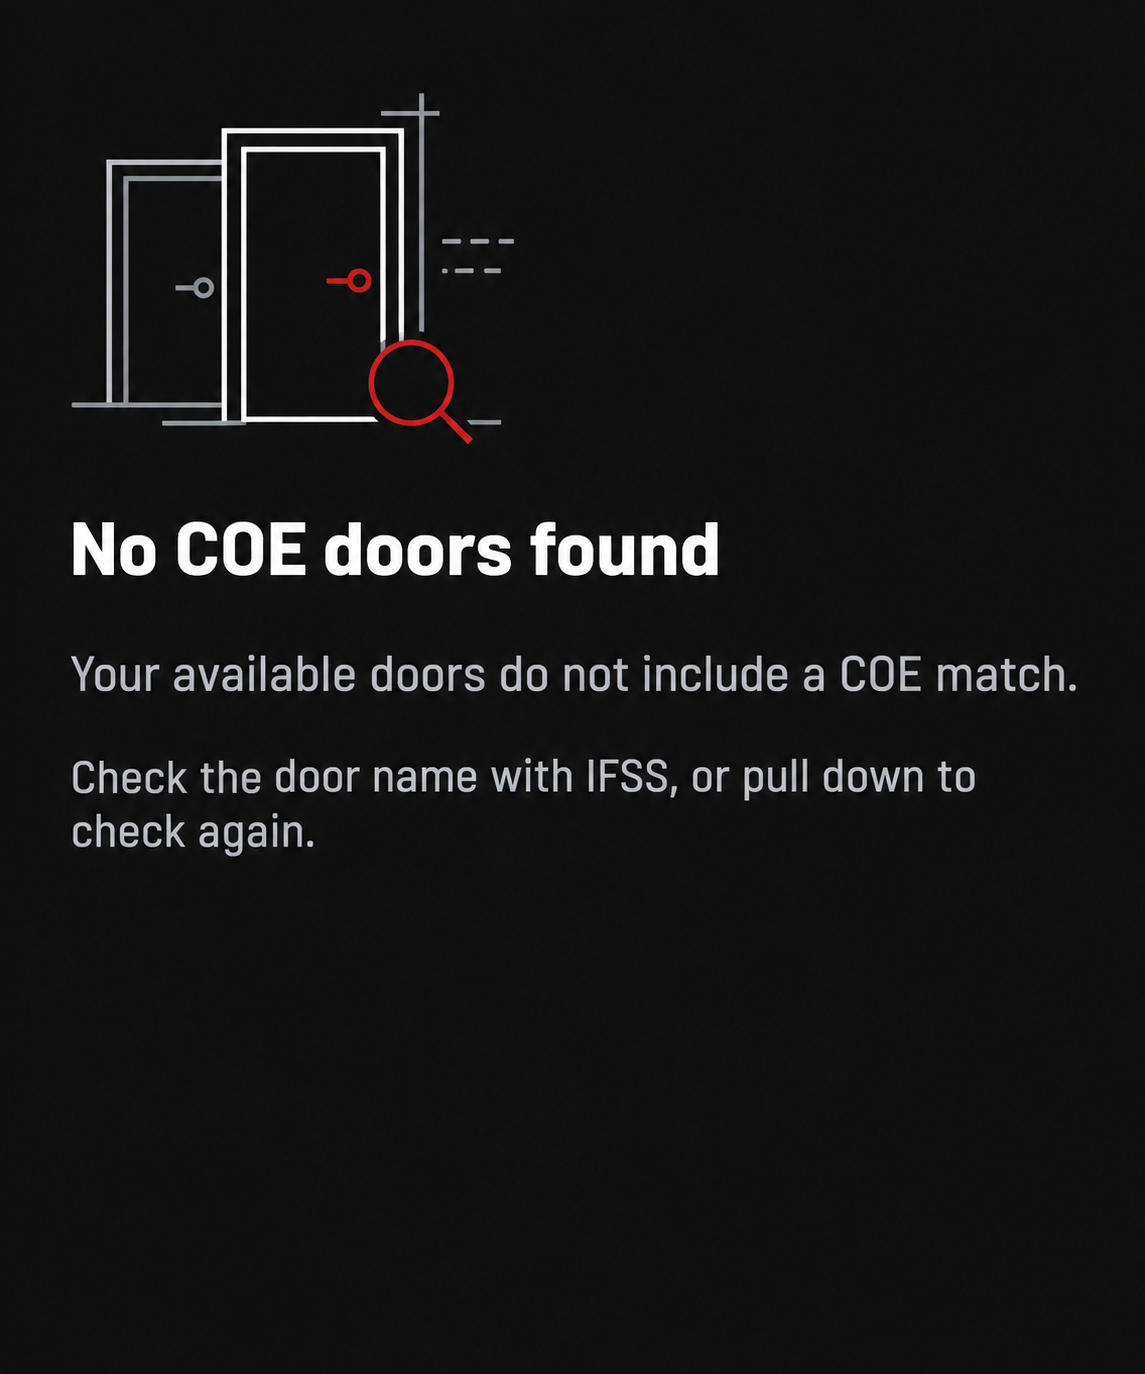 No COE doors found
Your available doors do not include a COE match.
Check the door name with IFSS, or pull down to
check again.